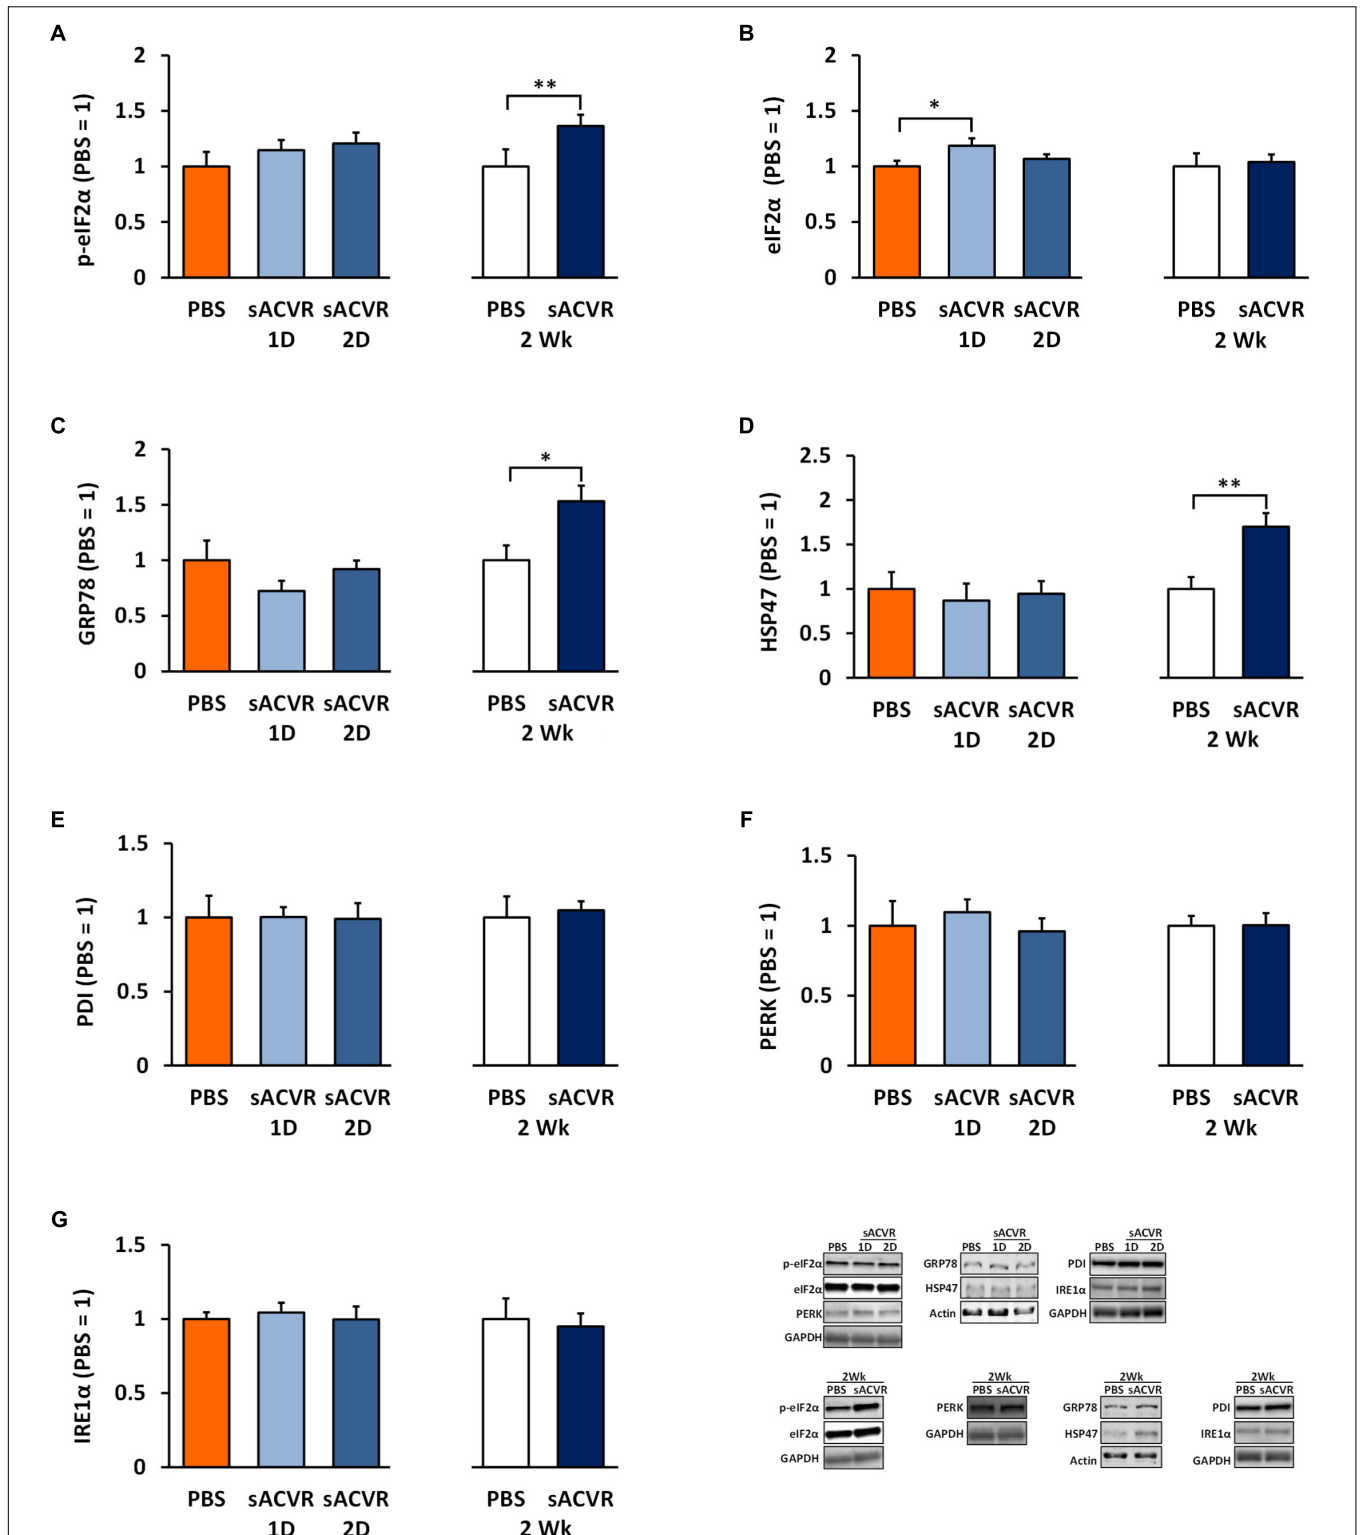 A
p-eIF2α (PBS = 1)
2
1.5
1
0.5
0
**
PBS sACVR sACVR PBS sACVR
1D 2D 2 Wk
B
eIF2α (PBS = 1)
2
1.5
1
0.5
0
*
PBS sACVR sACVR PBS sACVR
1D 2D 2 Wk
C
GRP78 (PBS = 1)
2
1.5
1
0.5
0
*
PBS sACVR sACVR PBS sACVR
1D 2D 2 Wk
D
HSP47 (PBS = 1)
2.5
2
1.5
1
0.5
0
**
PBS sACVR sACVR PBS sACVR
1D 2D 2 Wk
E
PDI (PBS = 1)
1.5
1
0.5
0
PBS sACVR sACVR PBS sACVR
1D 2D 2 Wk
F
PERK (PBS = 1)
1.5
1
0.5
0
PBS sACVR sACVR PBS sACVR
1D 2D 2 Wk
G
IRE1α (PBS = 1)
1.5
1
0.5
0
PBS sACVR sACVR PBS sACVR
1D 2D 2 Wk
sACVR
PBS 1D 2D
p-eIF2α
eIF2α
PERK
GAPDH
sACVR
PBS 1D 2D
GRP78
HSP47
Actin
sACVR
PBS 1D 2D
PDI
IRE1α
GAPDH
2Wk
PBS sACVR
p-eIF2α
eIF2α
GAPDH
2Wk
PBS sACVR
PERK
GAPDH
2Wk
PBS sACVR
GRP78
HSP47
Actin
2Wk
PBS sACVR
PDI
IRE1α
GAPDH